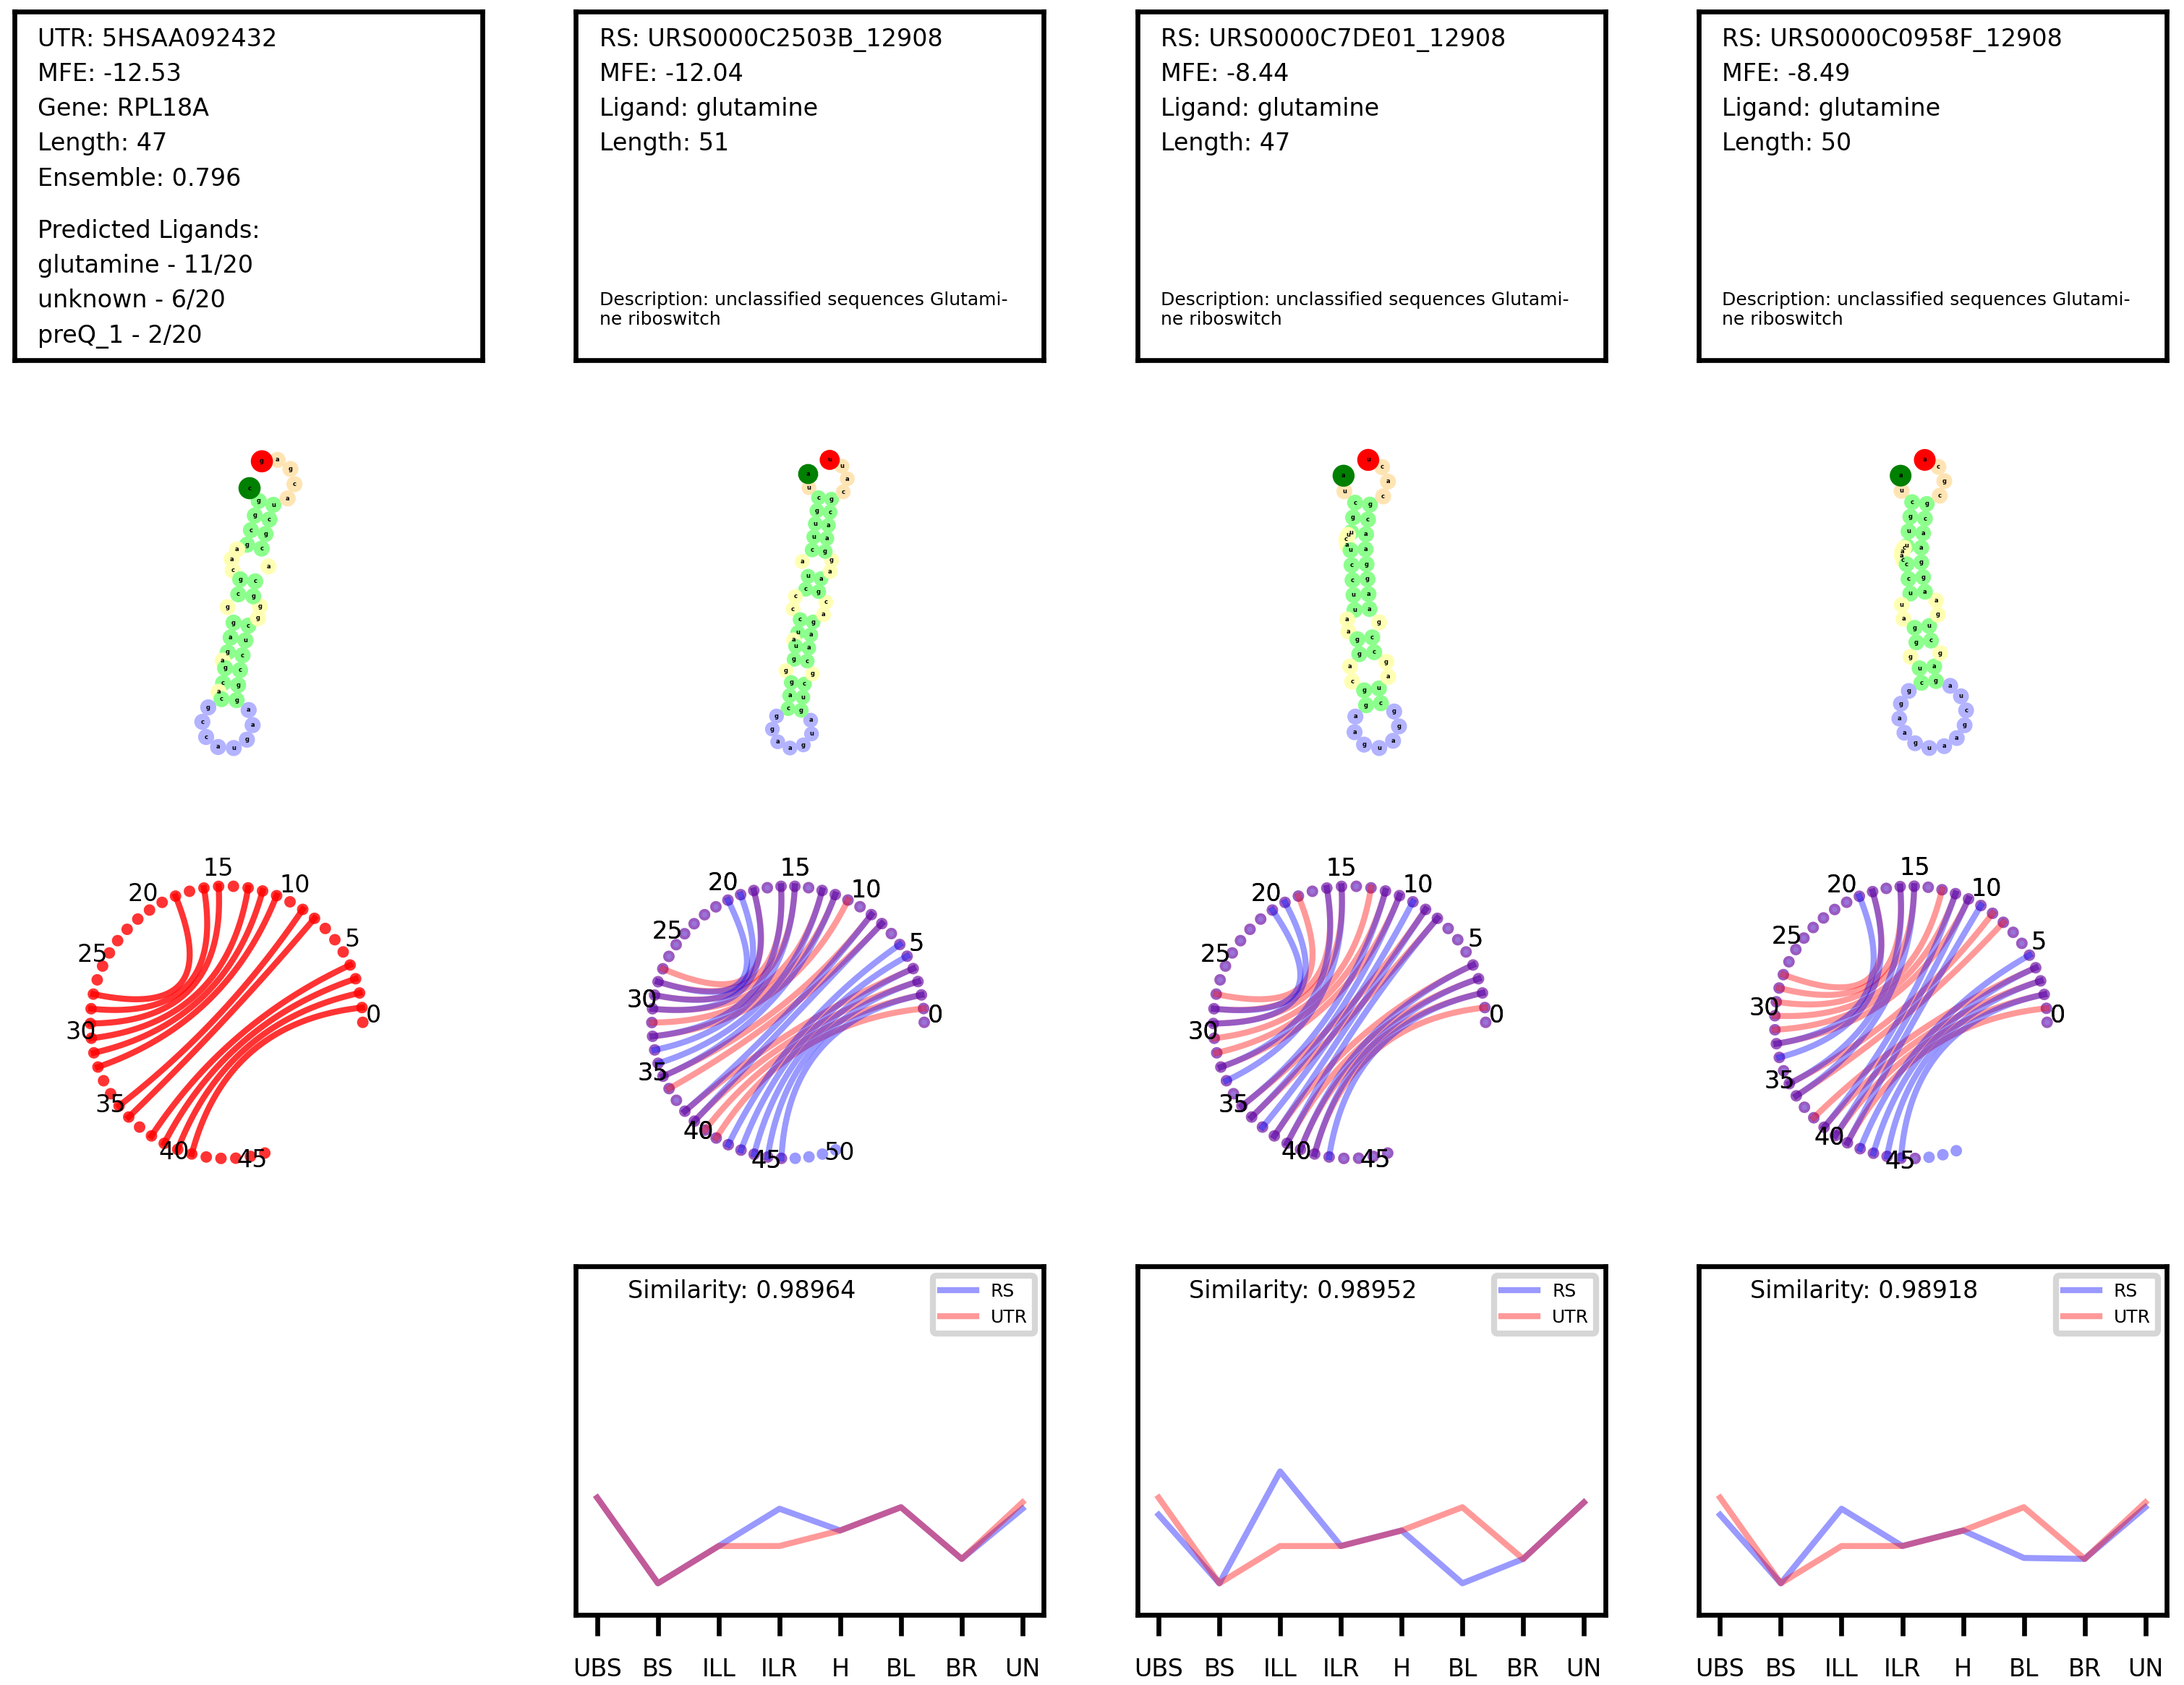 UTR: 5HSAA092432
MFE: -12.53
Gene: RPL18A
Length: 47
Ensemble: 0.796
Predicted Ligands:
glutamine - 11/20
unknown - 6/20
preQ_1 - 2/20
RS: URS0000C2503B_12908
MFE: -12.04
Ligand: glutamine
Length: 51
Description: unclassified sequences Glutami-
ne riboswitch
RS: URS0000C7DE01_12908
MFE: -8.44
Ligand: glutamine
Length: 47
Description: unclassified sequences Glutami-
ne riboswitch
RS: URS0000C0958F_12908
MFE: -8.49
Ligand: glutamine
Length: 50
Description: unclassified sequences Glutami-
ne riboswitch
0 5 10 15 20 25 30 35 40 45
0 5 10 15 20 25 30 35 40 45 50
0 5 10 15 20 25 30 35 40 45
0 5 10 15 20 25 30 35 40 45
Similarity: 0.98964
RS
UTR
UBS BS ILL ILR H BL BR UN
Similarity: 0.98952
RS
UTR
UBS BS ILL ILR H BL BR UN
Similarity: 0.98918
RS
UTR
UBS BS ILL ILR H BL BR UN